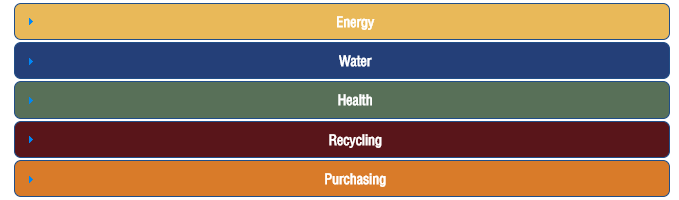 Energy
Water
Health
Recycling
Purchasing